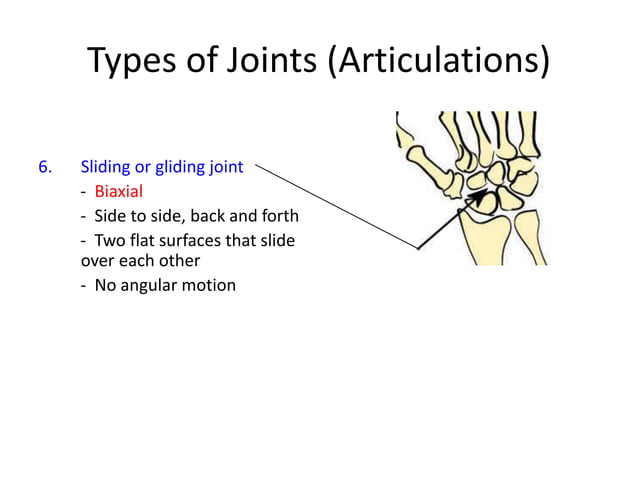 Types of Joints (Articulations)
6. Sliding or gliding joint
- Biaxial
- Side to side, back and forth
- Two flat surfaces that slide
over each other
- No angular motion